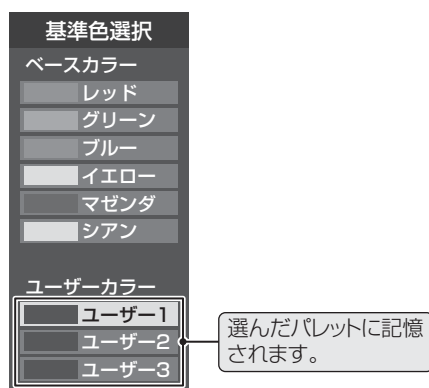 基準色選択
ベースカラー
レッド
グリーン
ブルー
イエロー
マゼンダ
シアン
ユーザーカラー
ユーザー1
ユーザー2
ユーザー3
選んだパレットに記憶
されます。